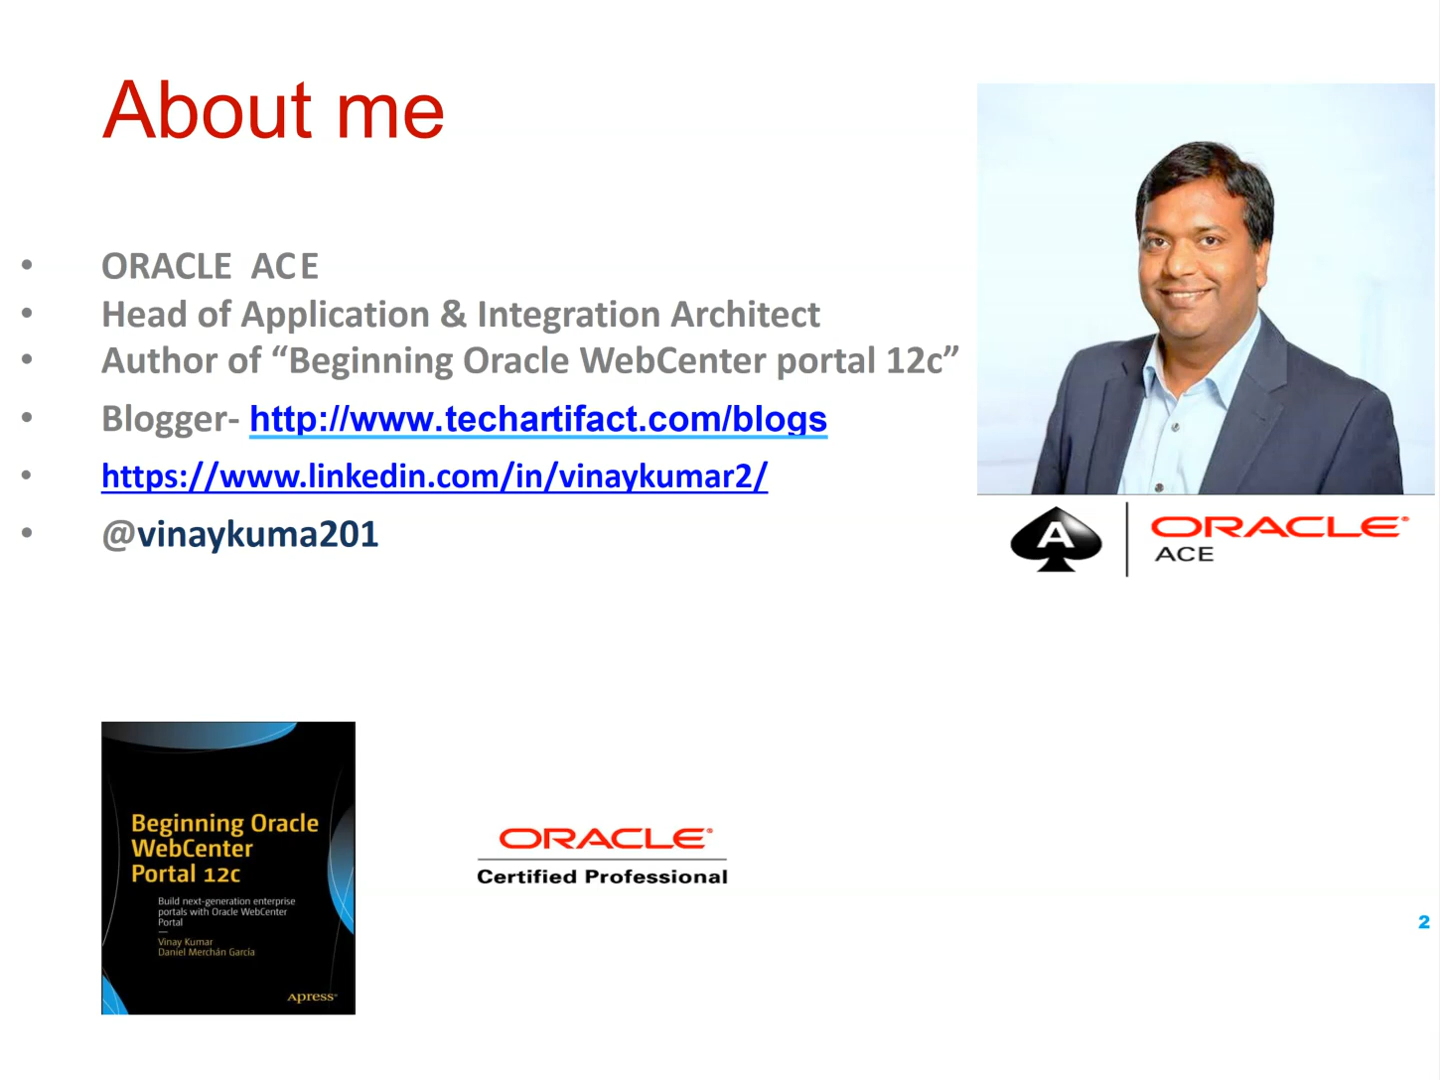 About me
• ORACLE ACE
• Head of Application & Integration Architect
• Author of “Beginning Oracle WebCenter portal 12c”
• Blogger- http://www.techartifact.com/blogs
• https://www.linkedin.com/in/vinaykumar2/
• @vinaykuma201
A
ORACLE®
ACE
Beginning Oracle
WebCenter
Portal 12c
Build next-generation enterprise
portals with Oracle WebCenter
Portal
—
Vinay Kumar
Daniel Merchán García
Apress®
ORACLE®
Certified Professional
2